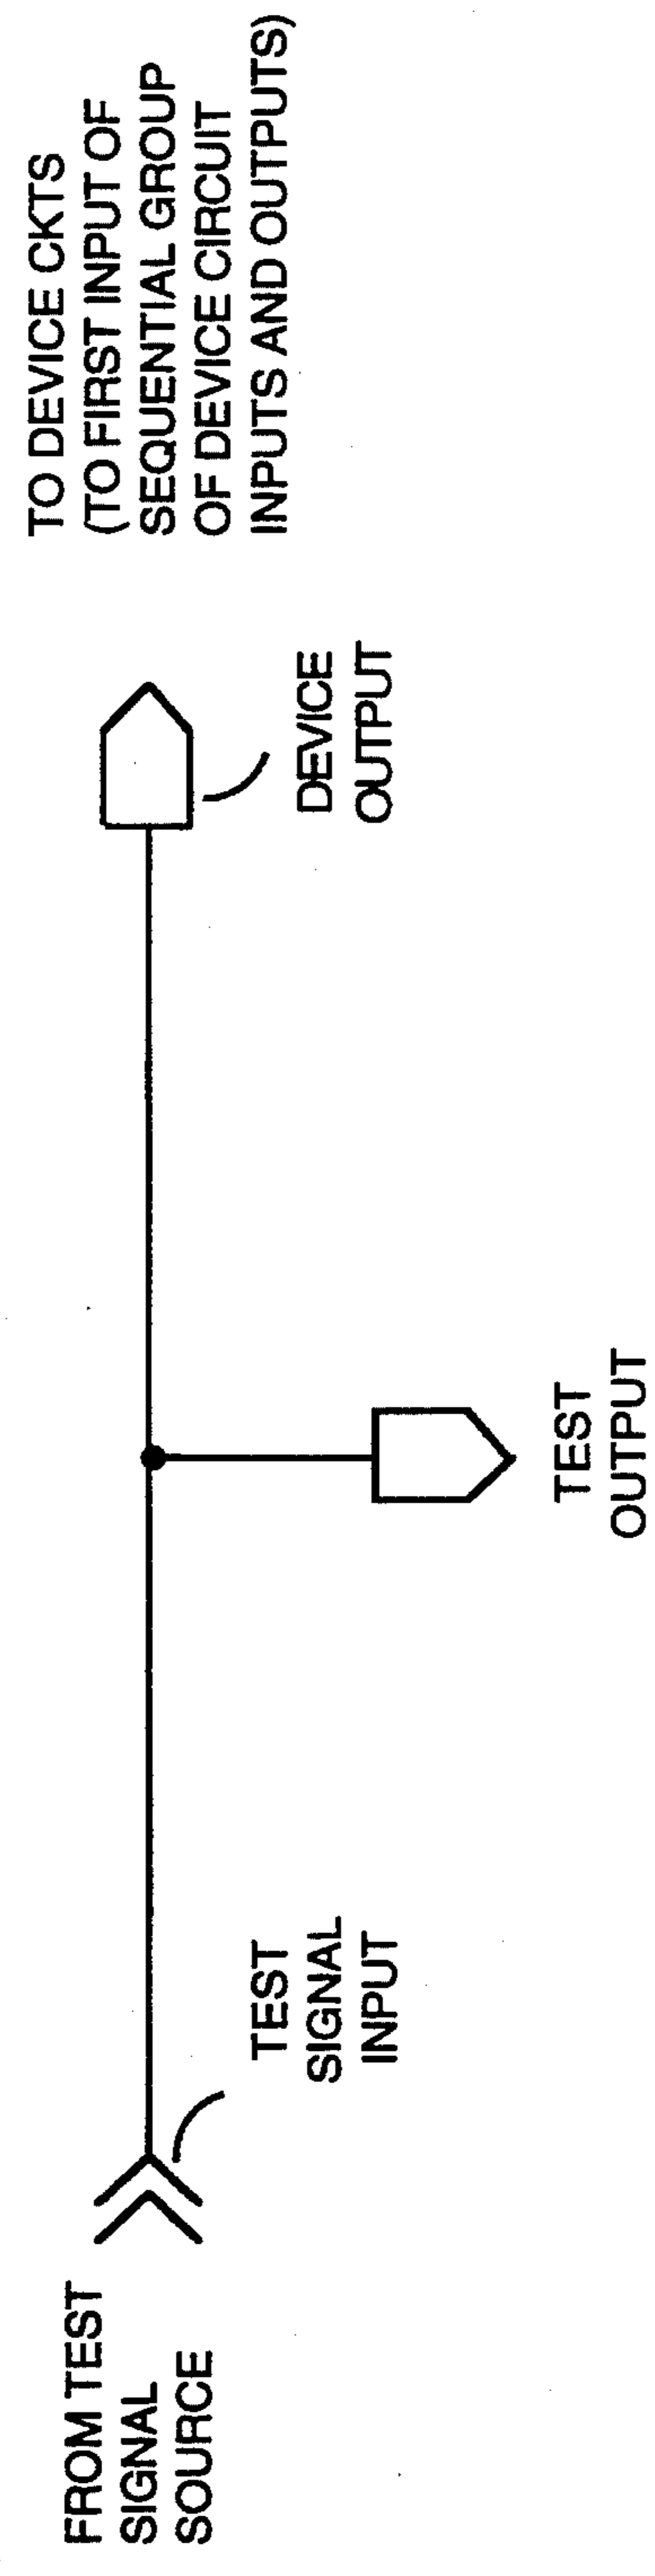 FROM TEST
SIGNAL
SOURCE
TEST
SIGNAL
INPUT
TEST
OUTPUT
DEVICE
OUTPUT
TO DEVICE CKTS
(TO FIRST INPUT OF
SEQUENTIAL GROUP
OF DEVICE CIRCUIT
INPUTS AND OUTPUTS)